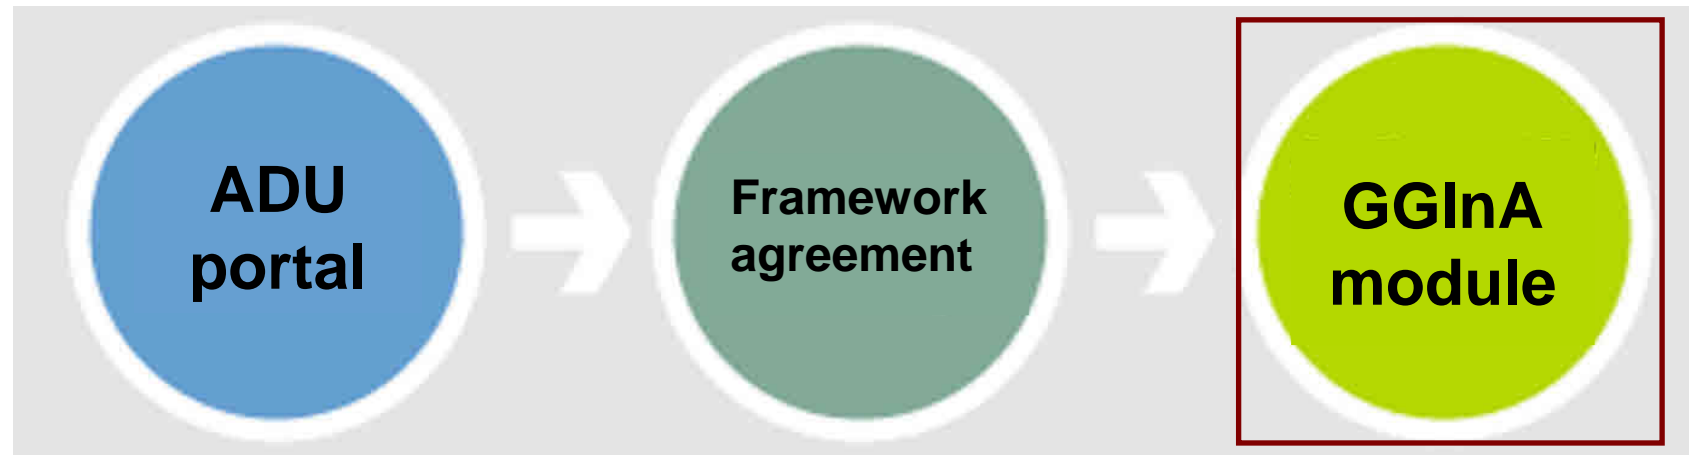 ADU
portal
Framework
agreement
GGInA
module